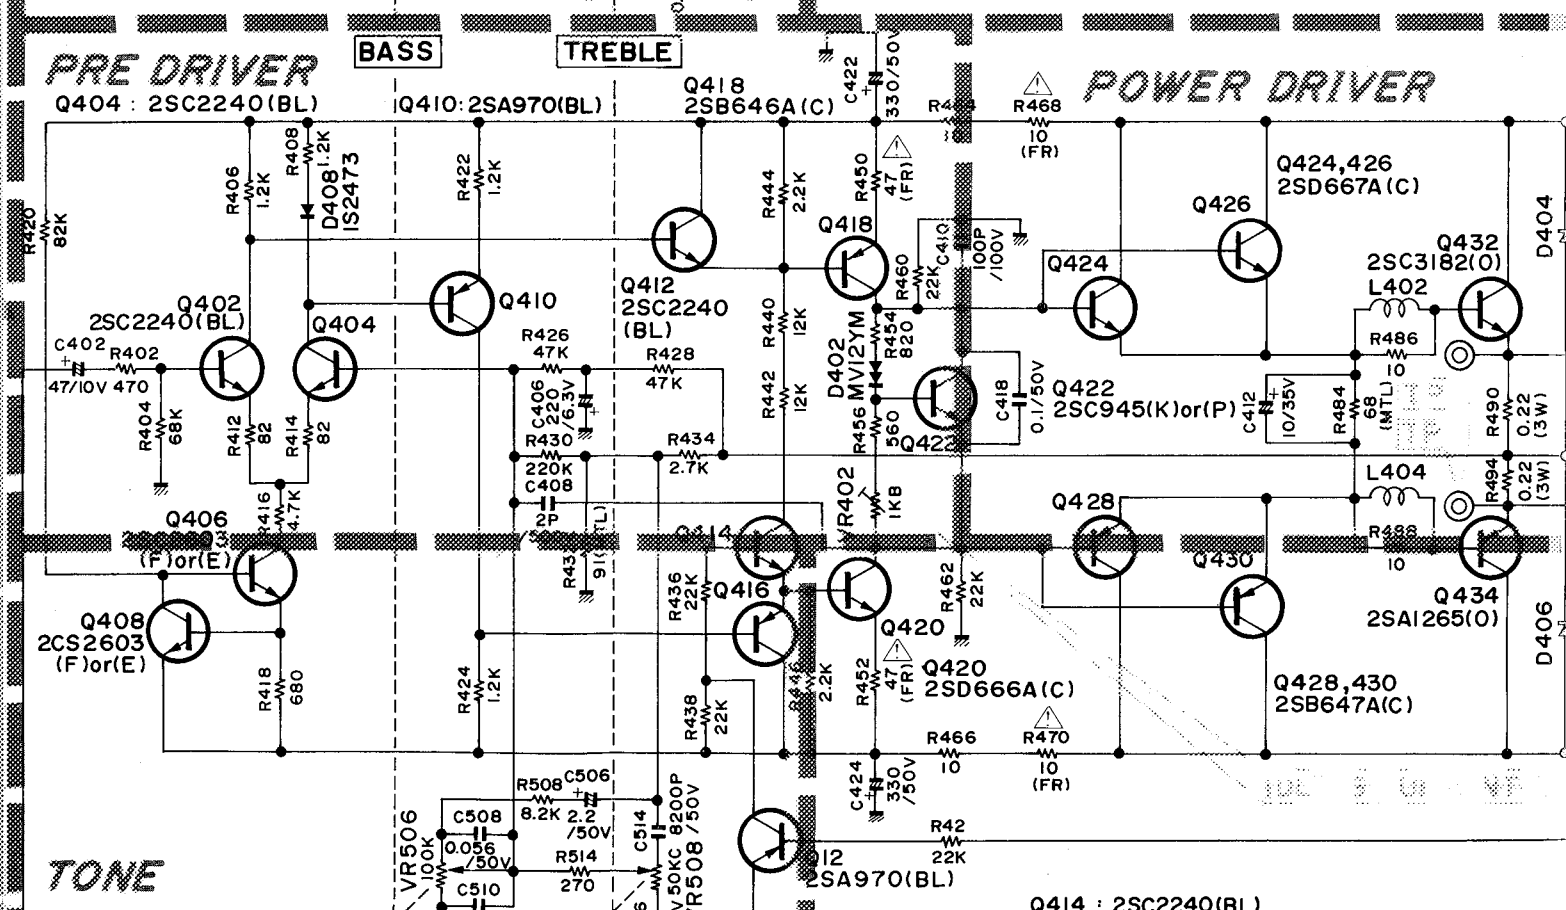 BASS
TREBLE
PRE DRIVER
POWER DRIVER
Q404 : 2SC2240(BL)
Q410:2SA970(BL)
Q418
2SB646A(C)
C422
330/50V
R468
10
(FR)
R420
82K
R406
1.2K
R408
1.2K
D408
1S2473
R422
1.2K
R444
2.2K
R450
47
(FR)
Q418
C410
100P
/100V
R460
22K
Q424,426
2SD667A(C)
Q426
Q424
D404
Q432
2SC3182(O)
L402
Q402
2SC2240(BL)
Q404
Q410
Q412
2SC2240
(BL)
R440
12K
R454
820
D402
MV12YM
C402
47/10V
R402
470
R404
68K
R412
82
R414
82
R426
47K
R428
47K
C406
220
/6.3V
R430
220K
R434
2.7K
R442
12K
R456
560
Q422
C418
0.1/50V
Q422
2SC945(K)or(P)
R486
10
C412
10/35V
R484
68
(MTL)
R490
0.22
(3W)
R494
0.22
(3W)
L404
C408
2P
VR402
1KB
Q428
R416
4.7K
Q406
(F)or(E)
Q414
Q416
R436
22K
R462
22K
R498
10
Q430
Q434
2SA1265(O)
D406
Q408
2CS2603
(F)or(E)
R418
680
R424
1.2K
R438
22K
R446
2.2K
Q420
R452
47
(FR)
Q420
2SD666A(C)
Q428,430
2SB647A(C)
R466
10
R470
10
(FR)
C424
330
/50V
R508
8.2K
C506
2.2
/50V
C508
0.056
/50V
VR506
100K
R514
270
C514
8200P
/50V
50KC
VR508
C510
R42
22K
2SA970(BL)
TONE
Q414 : 2SC2240(BL)